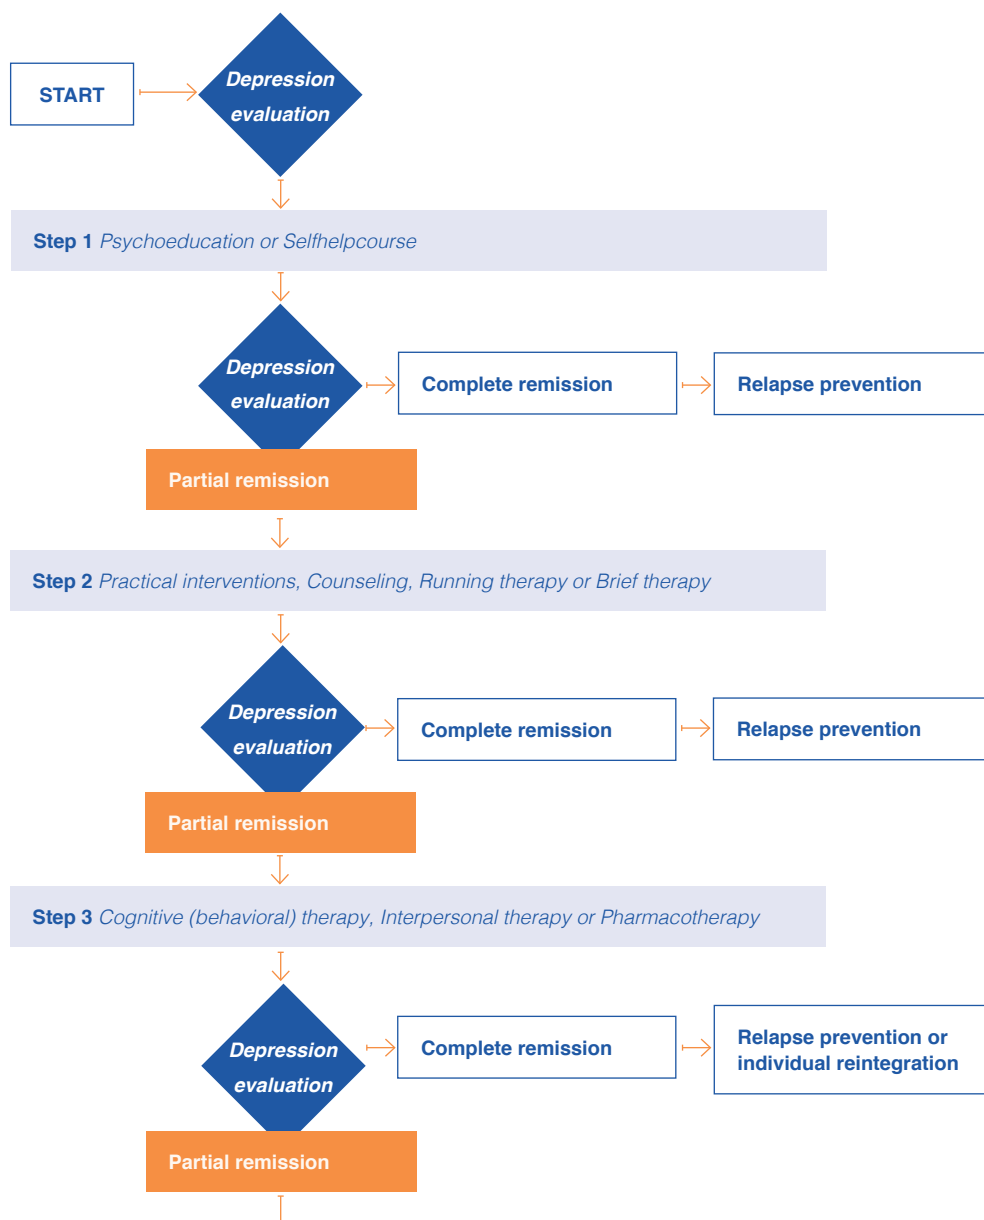 START
Depression
evaluation
Step 1 Psychoeducation or Selfhelpcourse
Depression
evaluation
Complete remission
Relapse prevention
Partial remission
Step 2 Practical interventions, Counseling, Running therapy or Brief therapy
Depression
evaluation
Complete remission
Relapse prevention
Partial remission
Step 3 Cognitive (behavioral) therapy, Interpersonal therapy or Pharmacotherapy
Depression
evaluation
Complete remission
Relapse prevention or
individual reintegration
Partial remission